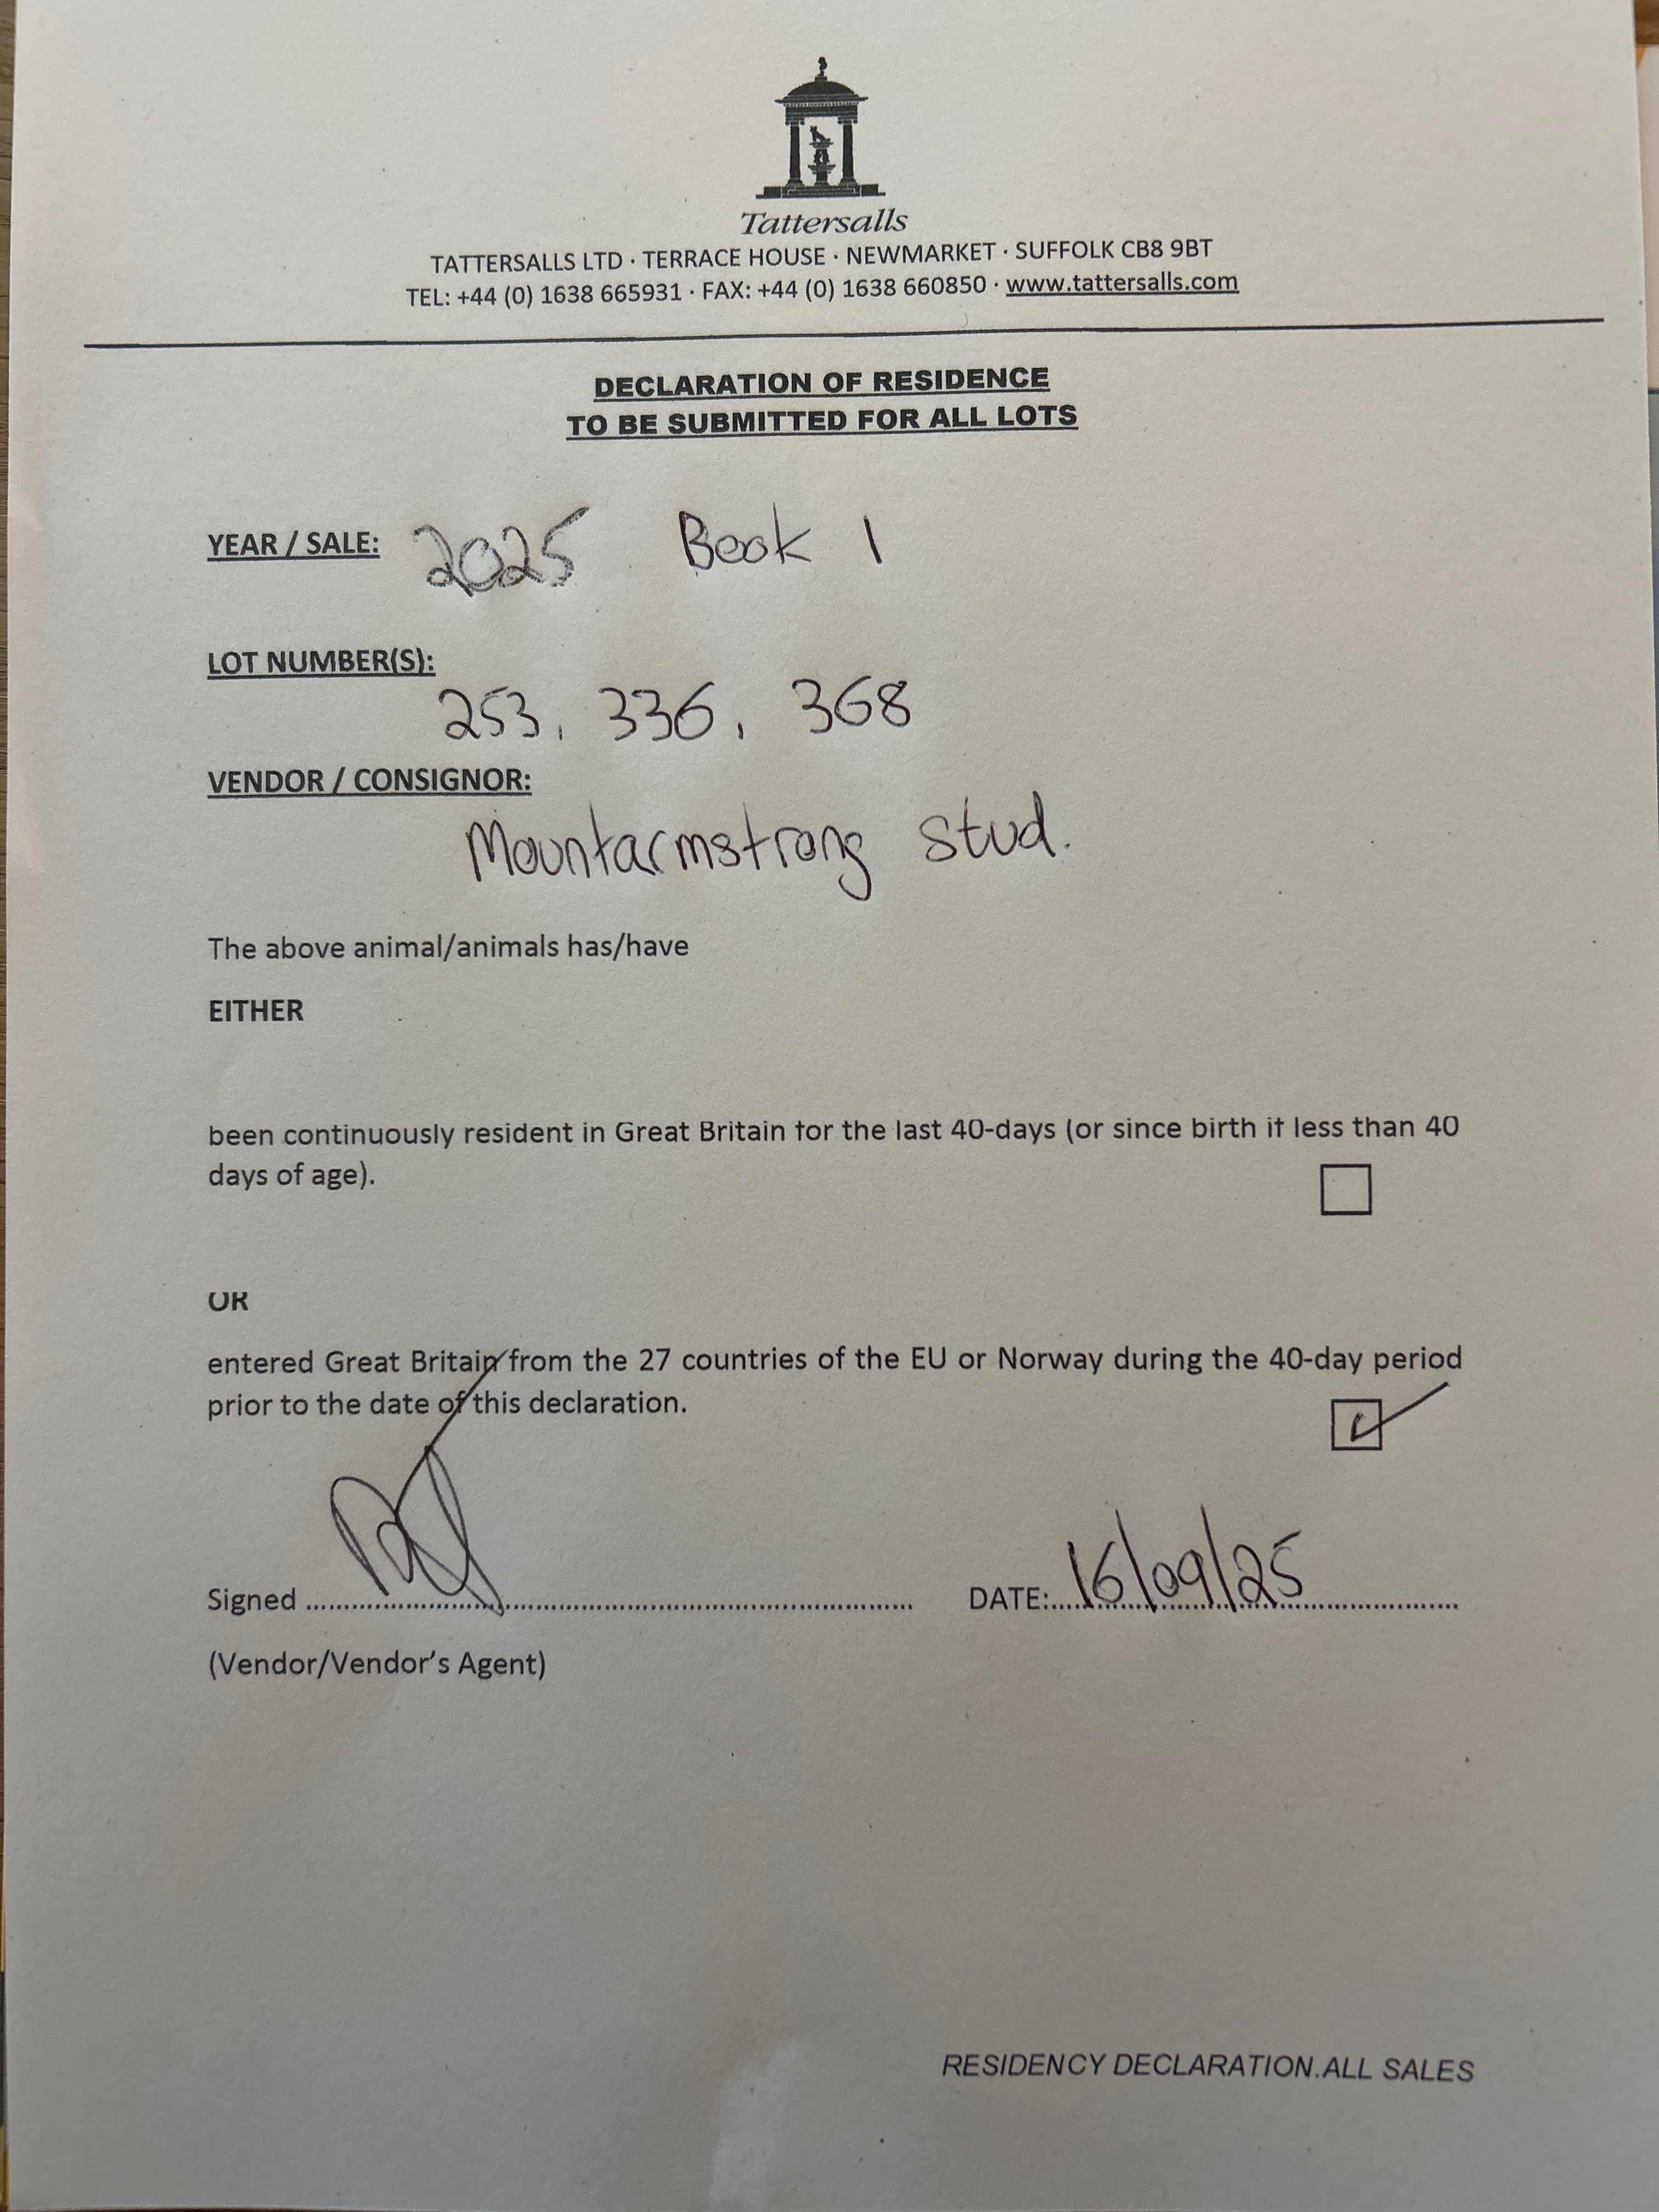 Tattersalls
TATTERSALLS LTD · TERRACE HOUSE · NEWMARKET · SUFFOLK CB8 9BT
TEL: +44 (0) 1638 665931 · FAX: +44 (0) 1638 660850 · www.tattersalls.com
DECLARATION OF RESIDENCE
TO BE SUBMITTED FOR ALL LOTS
YEAR / SALE: 2025 Book 1
LOT NUMBER(S):
253, 336, 368
VENDOR / CONSIGNOR:
Mountarmstrong Stud.
The above animal/animals has/have
EITHER
been continuously resident in Great Britain for the last 40-days (or since birth if less than 40
days of age).
OR
entered Great Britain from the 27 countries of the EU or Norway during the 40-day period
prior to the date of this declaration.
Signed DATE: 16/09/25
(Vendor/Vendor's Agent)
RESIDENCY DECLARATION.ALL SALES